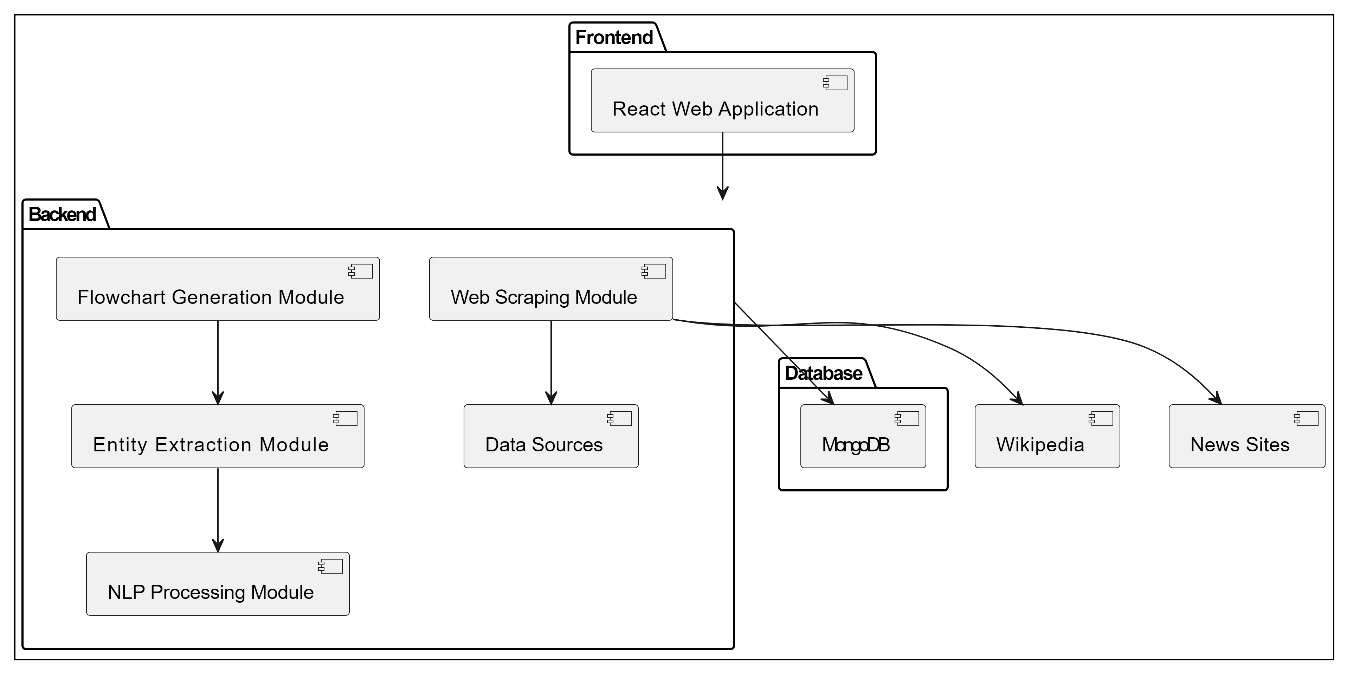 Frontend
React Web Application
Backend
Flowchart Generation Module
Web Scraping Module
Database
Entity Extraction Module
Data Sources
MongoDB
Wikipedia
News Sites
NLP Processing Module